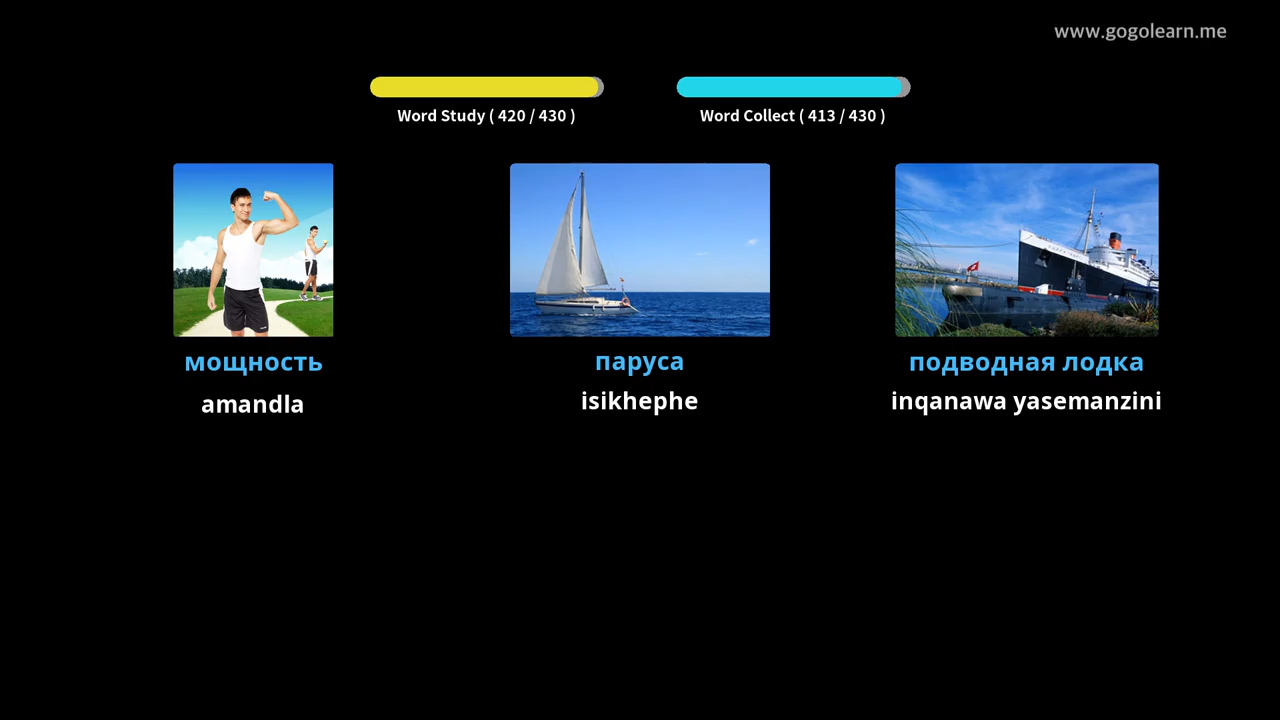 www.gogolearn.me
Word Study ( 420 / 430 )
Word Collect ( 413 / 430 )
мощность
паруса
подводная лодка
amandla
isikhephe
inqanawa yasemanzini